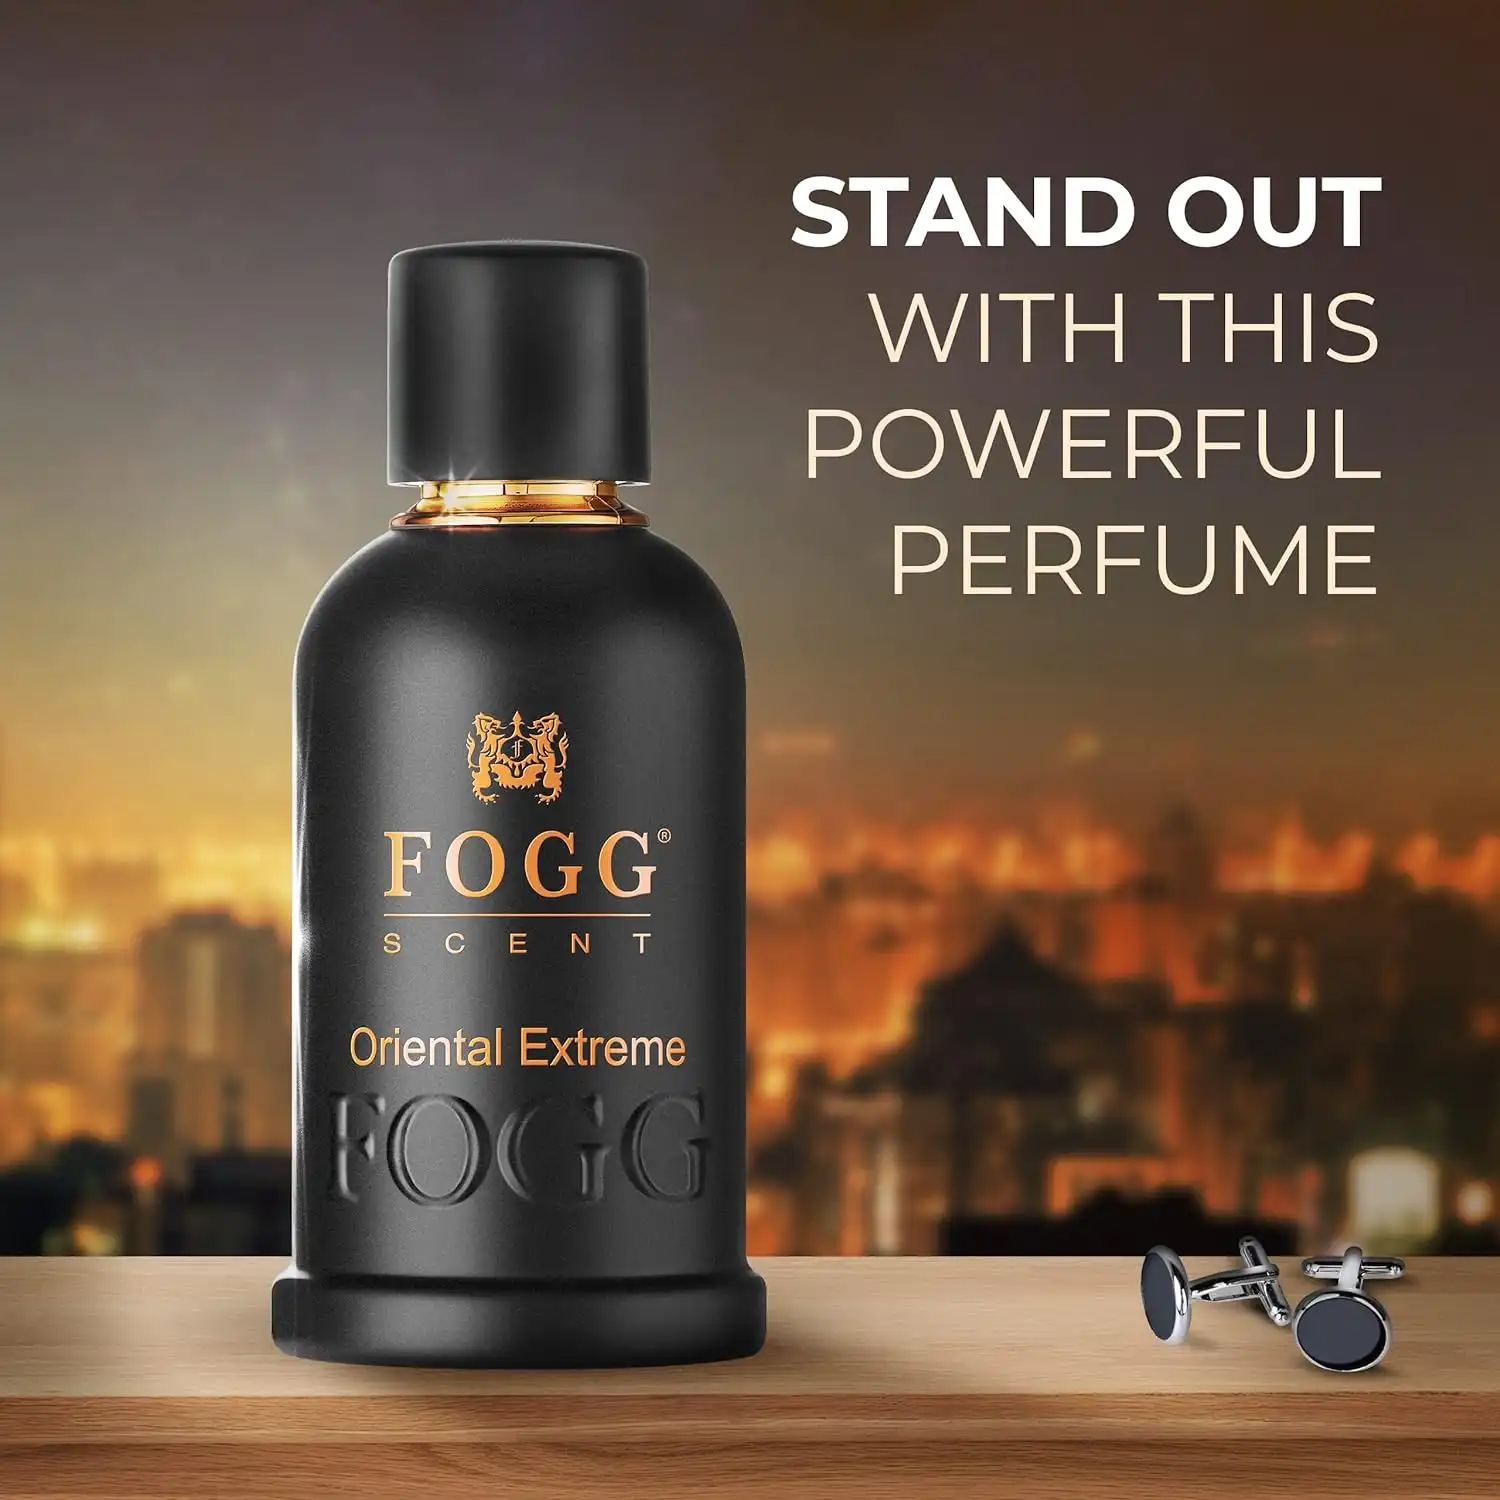 STAND OUT
WITH THIS
POWERFUL
PERFUME
FOGG®
SCENT
Oriental Extreme
FOGG